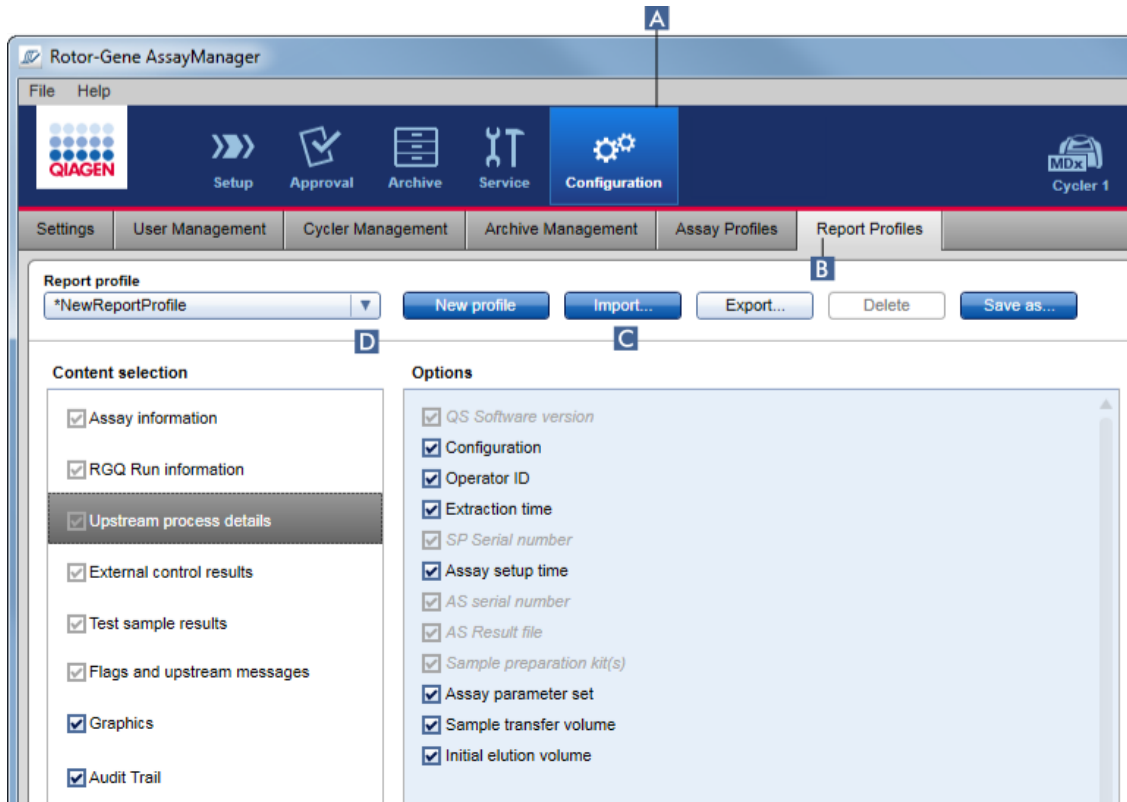 A
Rotor-Gene AssayManager
File Help
QIAGEN
Setup Approval Archive Service Configuration
MDx
Cycler 1
Settings User Management Cycler Management Archive Management Assay Profiles Report Profiles
B
Report profile
*NewReportProfile New profile Import... Export... Delete Save as...
D C
Content selection
Assay information
RGQ Run information
Upstream process details
External control results
Test sample results
Flags and upstream messages
Graphics
Audit Trail
Options
QS Software version
Configuration
Operator ID
Extraction time
SP Serial number
Assay setup time
AS serial number
AS Result file
Sample preparation kit(s)
Assay parameter set
Sample transfer volume
Initial elution volume